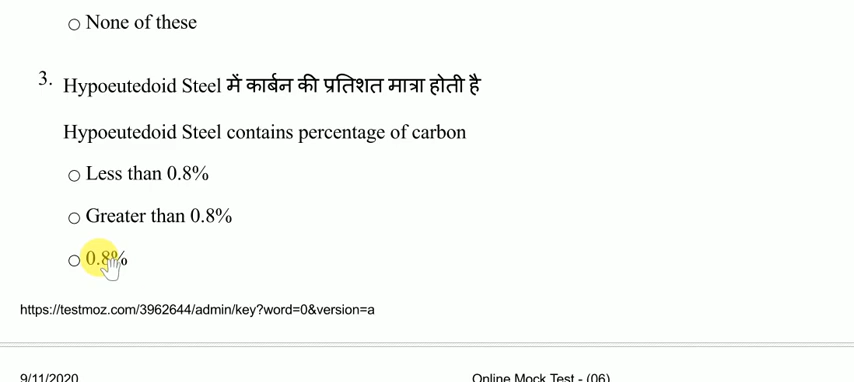 None of these
3. Hypoeutedoid Steel में कार्बन की प्रतिशत मात्रा होती है
Hypoeutedoid Steel contains percentage of carbon
Less than 0.8%
Greater than 0.8%
0.8%
https://testmoz.com/3962644/admin/key?word=0&version=a
9/11/2020 Online Mock Test - (06)